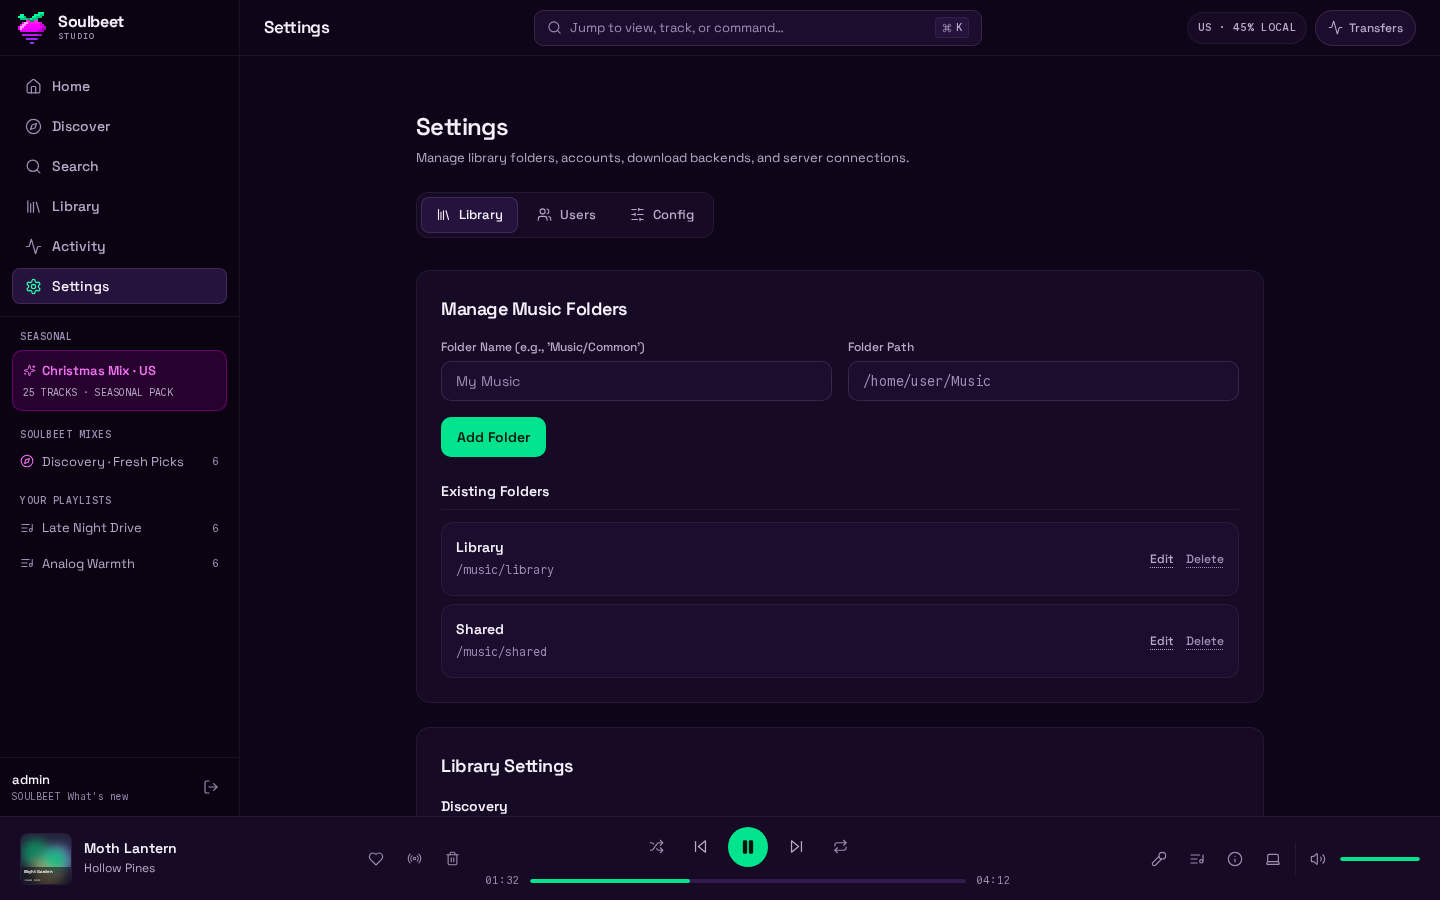 Soulbeet
STUDIO
Settings
Jump to view, track, or command...
⌘ K
US · 45% LOCAL
Transfers
Home
Discover
Search
Library
Activity
Settings
SEASONAL
Christmas Mix · US
25 TRACKS · SEASONAL PACK
SOULBEET MIXES
Discovery · Fresh Picks 6
YOUR PLAYLISTS
Late Night Drive 6
Analog Warmth 6
admin
SOULBEET What's new
Settings
Manage library folders, accounts, download backends, and server connections.
Library
Users
Config
Manage Music Folders
Folder Name (e.g., 'Music/Common')
Folder Path
My Music
/home/user/Music
Add Folder
Existing Folders
Library
/music/library
Edit Delete
Shared
/music/shared
Edit Delete
Library Settings
Discovery
Moth Lantern
Hollow Pines
01:32
04:12